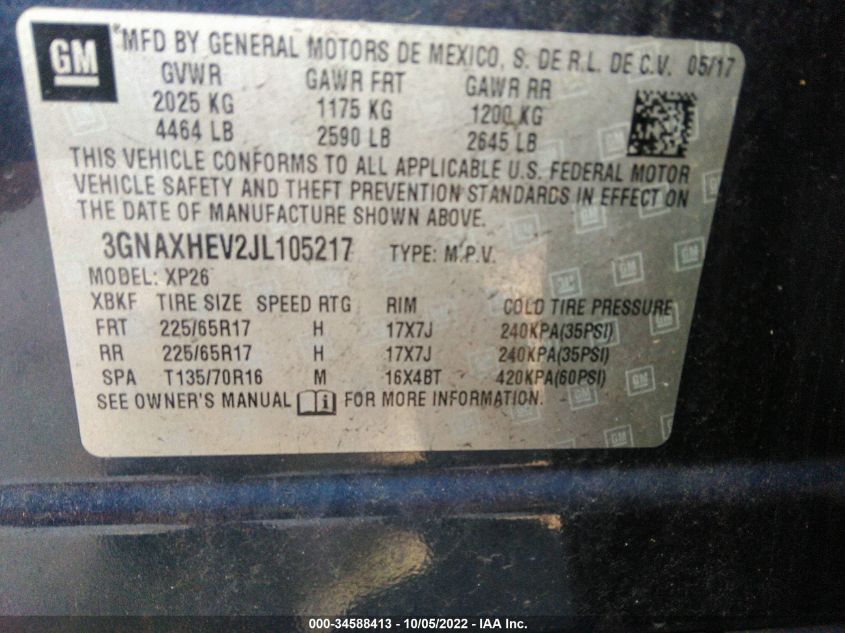 GM
MFD BY GENERAL MOTORS DE MEXICO, S. DE R.L. DE C.V. 05/17
GVWR GAWR FRT GAWR RR
2025 KG 1175 KG 1200 KG
4464 LB 2590 LB 2645 LB
THIS VEHICLE CONFORMS TO ALL APPLICABLE U.S. FEDERAL MOTOR
VEHICLE SAFETY AND THEFT PREVENTION STANDARDS IN EFFECT ON
THE DATE OF MANUFACTURE SHOWN ABOVE.
3GNAXHEV2JL105217 TYPE: M.P.V.
MODEL: XP26
XBKF TIRE SIZE SPEED RTG RIM COLD TIRE PRESSURE
FRT 225/65R17 H 17X7J 240KPA(35PSI)
RR 225/65R17 H 17X7J 240KPA(35PSI)
SPA T135/70R16 M 16X4BT 420KPA(60PSI)
SEE OWNER'S MANUAL i FOR MORE INFORMATION.
000-34588413 - 10/05/2022 - IAA Inc.